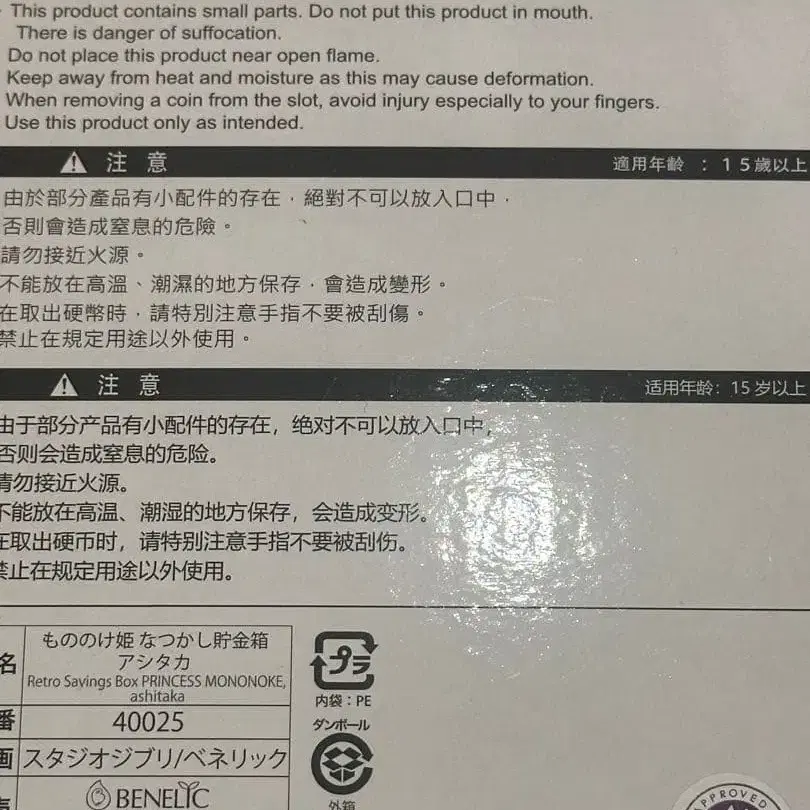 This product contains small parts. Do not put this product in mouth.
There is danger of suffocation.
Do not place this product near open flame.
Keep away from heat and moisture as this may cause deformation.
When removing a coin from the slot, avoid injury especially to your fingers.
Use this product only as intended.
注 意 適用年齡 : 15歲以上
由於部分產品有小配件的存在，絕對不可以放入口中，
否則會造成窒息的危險。
請勿接近火源。
不能放在高溫、潮濕的地方保存，會造成變形。
在取出硬幣時，請特別注意手指不要被刮傷。
禁止在規定用途以外使用。
注 意 适用年龄: 15岁以上
由于部分产品有小配件的存在，绝对不可以放入口中，
否则会造成窒息的危险。
请勿接近火源。
不能放在高温、潮湿的地方保存，会造成变形。
在取出硬币时，请特别注意手指不要被刮伤。
禁止在规定用途以外使用。
名 もののけ姫 なつかし貯金箱
アシタカ
Retro Savings Box PRINCESS MONONOKE,
ashitaka
番 40025
画 スタジオジブリ/ベネリック
BENELIC
プラ
内袋：PE
ダンボール
外箱
APPROVED